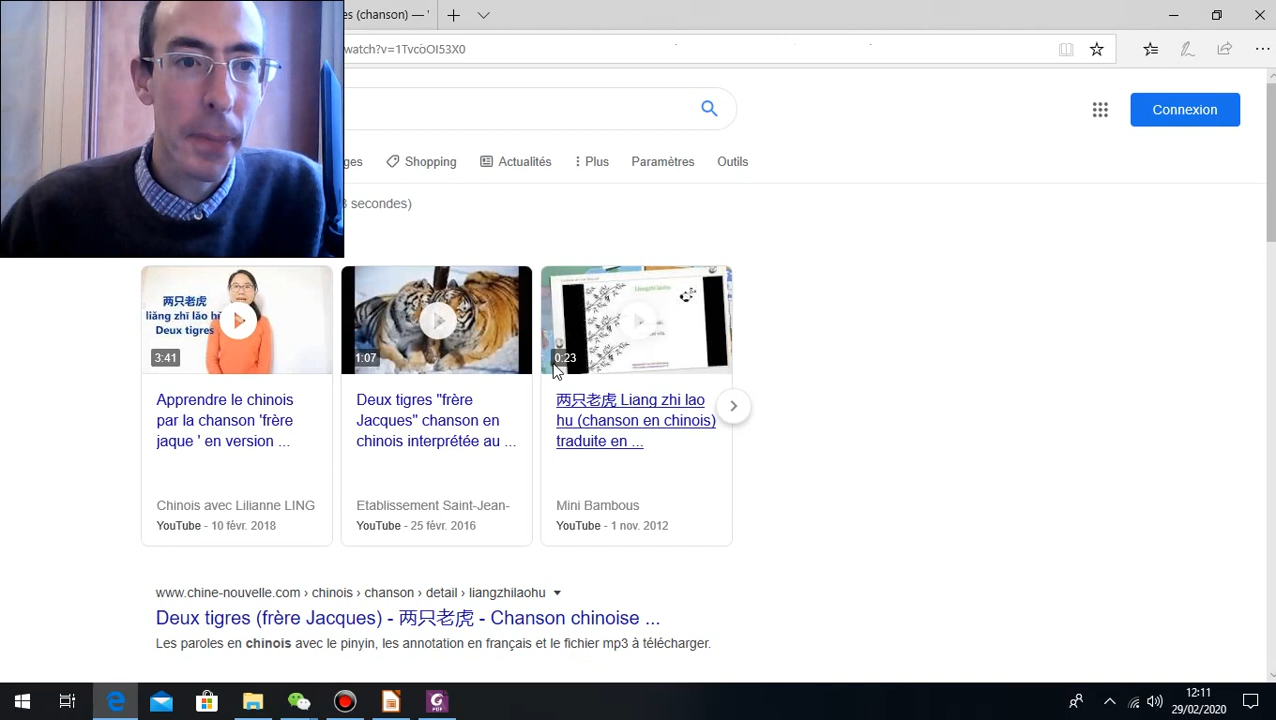 s (chanson) — '
watch?v=1TvcoOI53X0
Connexion
ges
Shopping
Actualités
Plus
Paramètres
Outils
secondes)
两只老虎
liǎng zhī lǎo hǔ
Deux tigres
3:41
1:07
0:23
Apprendre le chinois
par la chanson 'frère
jaque ' en version ...
Chinois avec Lilianne LING
YouTube - 10 févr. 2018
Deux tigres "frère
Jacques" chanson en
chinois interprétée au ...
Etablissement Saint-Jean-
YouTube - 25 févr. 2016
两只老虎 Liang zhi lao
hu (chanson en chinois)
traduite en ...
Mini Bambous
YouTube - 1 nov. 2012
www.chine-nouvelle.com › chinois › chanson › detail › liangzhilaohu
Deux tigres (frère Jacques) - 两只老虎 - Chanson chinoise ...
Les paroles en chinois avec le pinyin, les annotation en français et le fichier mp3 à télécharger.
12:11
29/02/2020